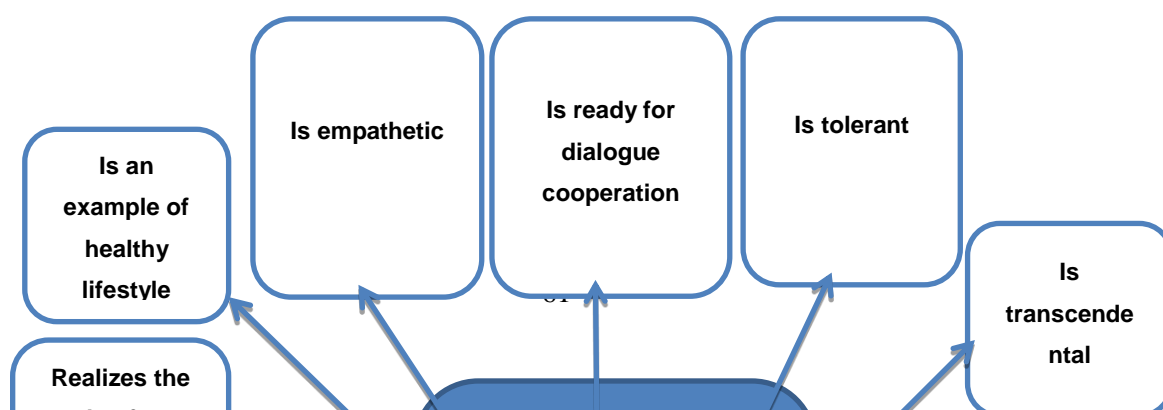 Is empathetic
Is ready for
dialogue
cooperation
Is tolerant
Is an
example of
healthy
lifestyle
Is
transcende
ntal
Realizes the